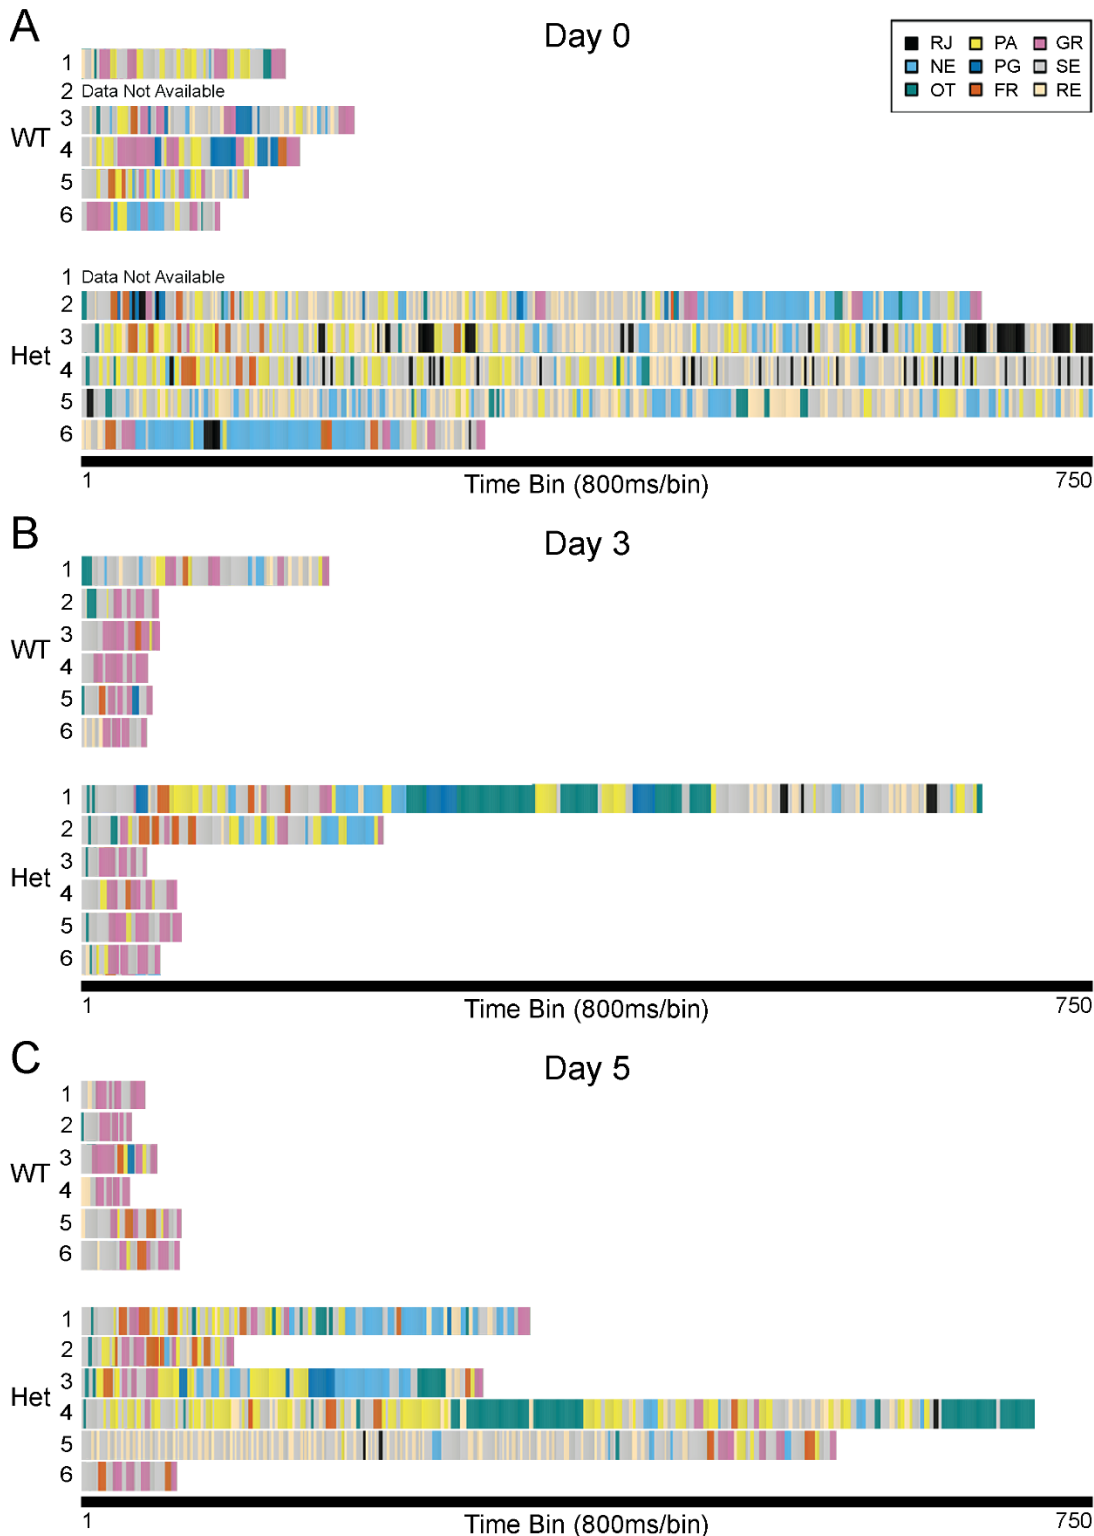 A
Day 0
RJ PA GR
NE PG SE
OT FR RE
WT
1
2 Data Not Available
3
4
5
6
Het
1 Data Not Available
2
3
4
5
6
1 750
Time Bin (800ms/bin)
B
Day 3
WT
1
2
3
4
5
6
Het
1
2
3
4
5
6
1 750
Time Bin (800ms/bin)
C
Day 5
WT
1
2
3
4
5
6
Het
1
2
3
4
5
6
1 750
Time Bin (800ms/bin)